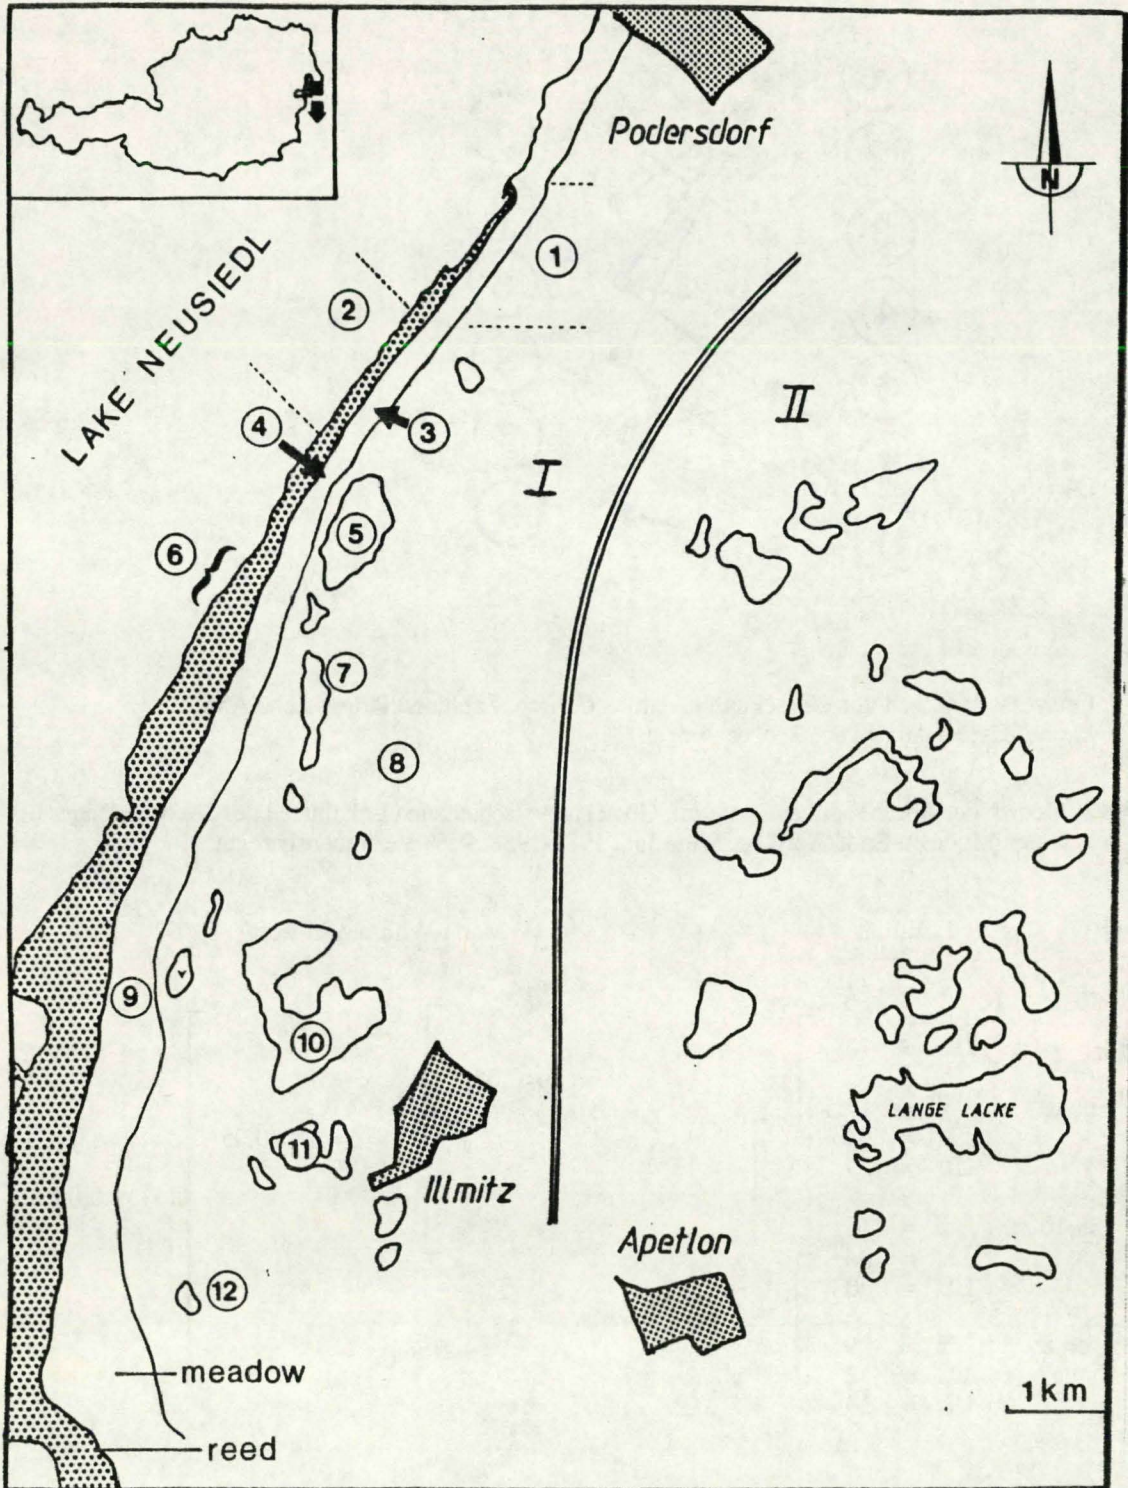 Podersdorf
N
LAKE NEUSIEDL
1
2
3
4
I
II
5
6
7
8
9
10
LANGE LACKE
11
Illmitz
Apetlon
12
meadow
1km
reed